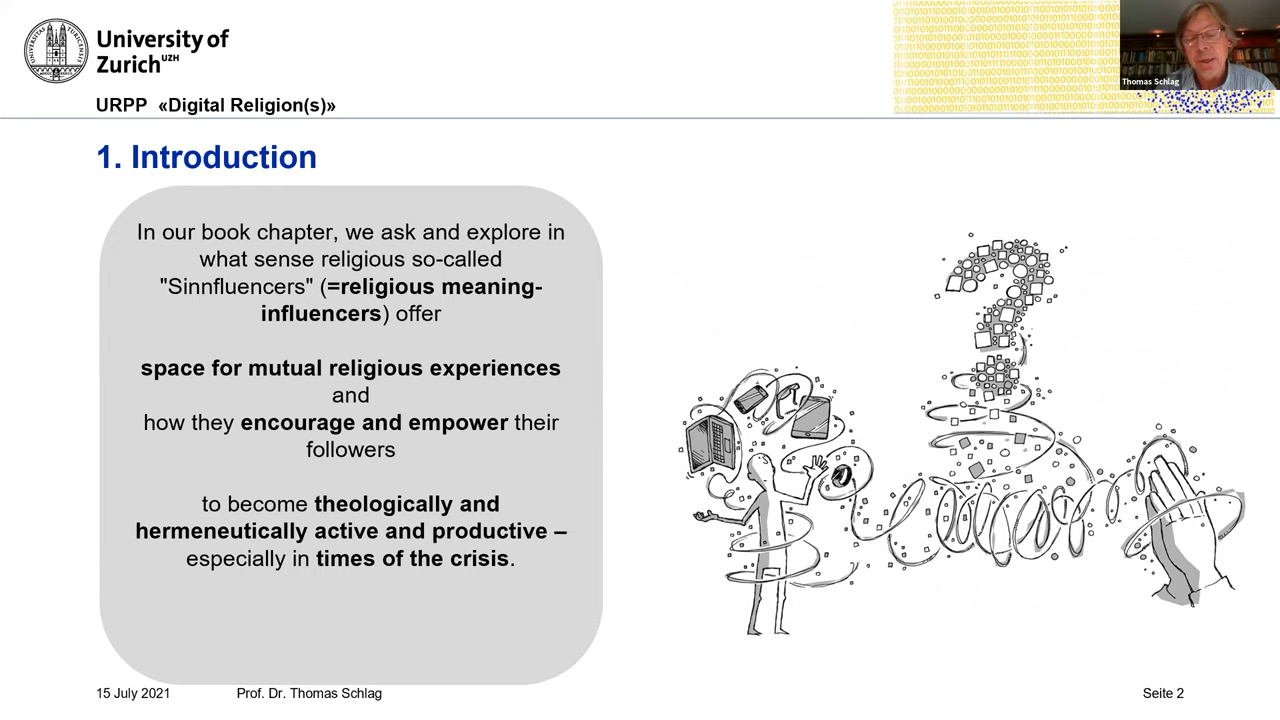 University of
Zurich UZH
URPP «Digital Religion(s)»
Thomas Schlag
1. Introduction
In our book chapter, we ask and explore in
what sense religious so-called
"Sinnfluencers" (=religious meaning-
influencers) offer
space for mutual religious experiences
and
how they encourage and empower their
followers
to become theologically and
hermeneutically active and productive –
especially in times of the crisis.
15 July 2021
Prof. Dr. Thomas Schlag
Seite 2